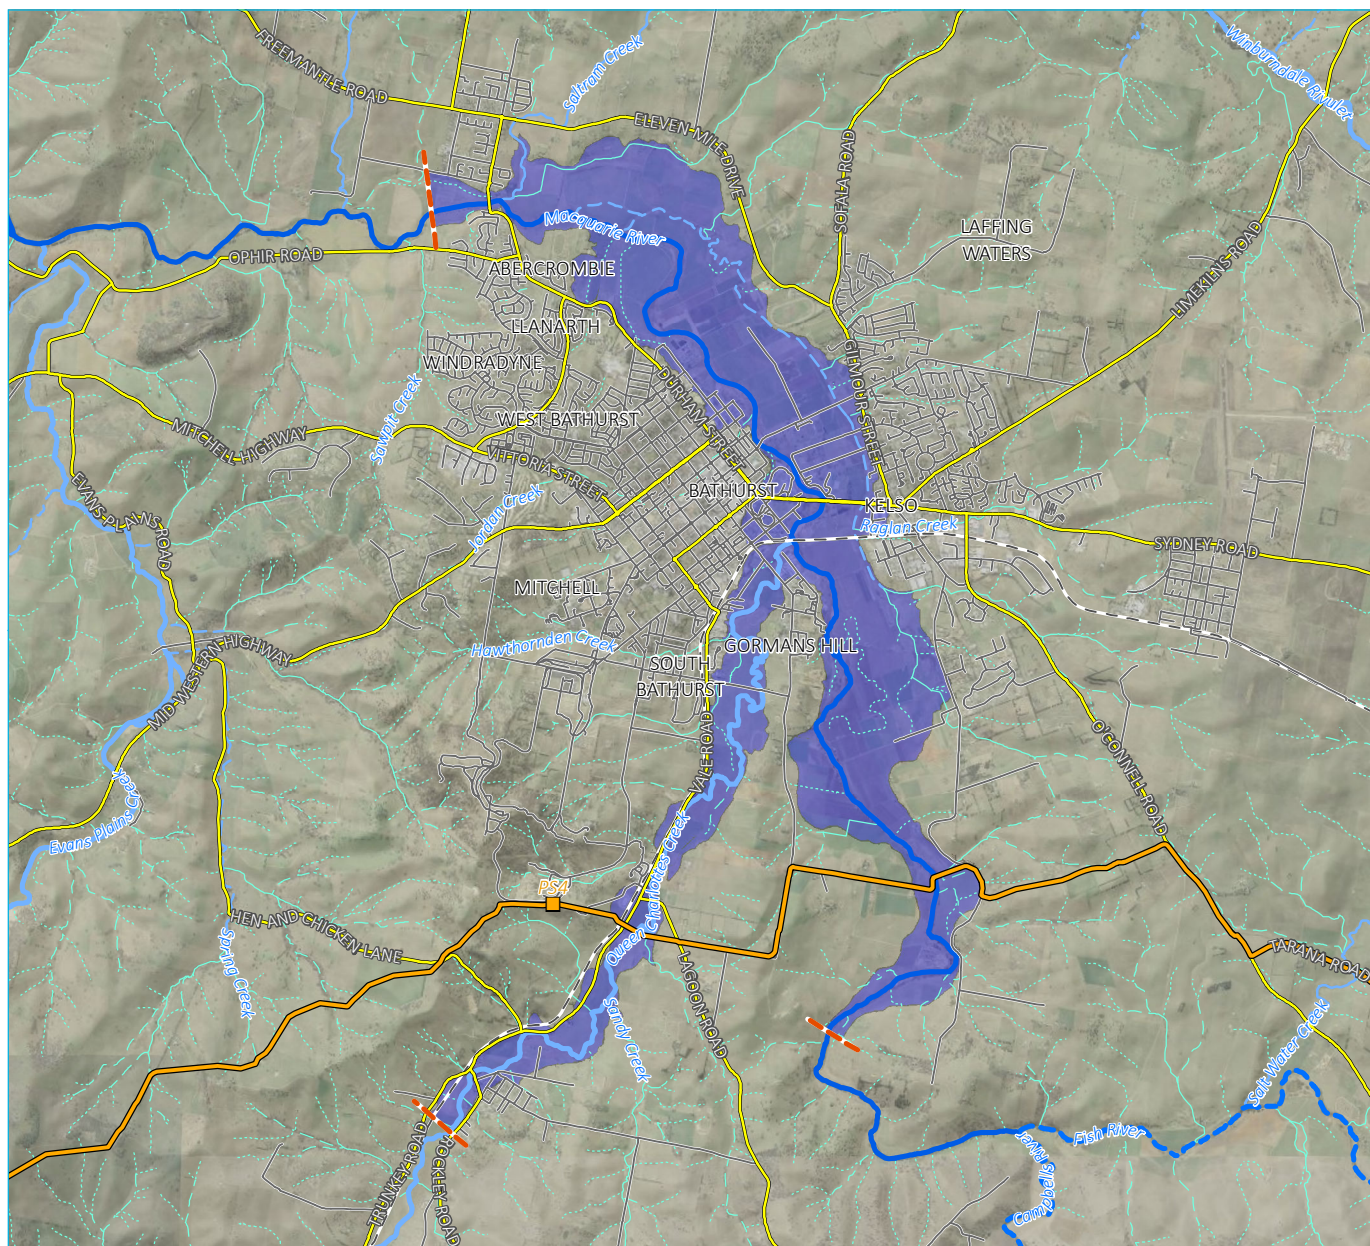 FREEMANTLE ROAD
Saltram Creek
Winburndale Rivulet
ELEVEN MILE DRIVE
SOFALA ROAD
Macquarie River
LAFFING
WATERS
OPHIR ROAD
ABERCROMBIE
LIMEKILNS ROAD
LLANARTH
WINDRADYNE
GILMOUR STREET
DURHAM STREET
Sawpit Creek
WEST BATHURST
MITCHELL HIGHWAY
VITTORIA STREET
BATHURST
KELSO
Raglan Creek
EVANS PLAINS ROAD
Jordan Creek
SYDNEY ROAD
MITCHELL
Hawthornden Creek
GORMANS HILL
SOUTH
BATHURST
MID WESTERN HIGHWAY
VALE ROAD
O'CONNELL ROAD
Evans Plains Creek
Queen Charlottes Creek
PS4
HEN AND CHICKEN LANE
Spring Creek
LAGOON ROAD
TARANA ROAD
Sandy Creek
Salt Water Creek
Fish River
Campbells River
TRUNKEY ROAD
ROCKLEY ROAD